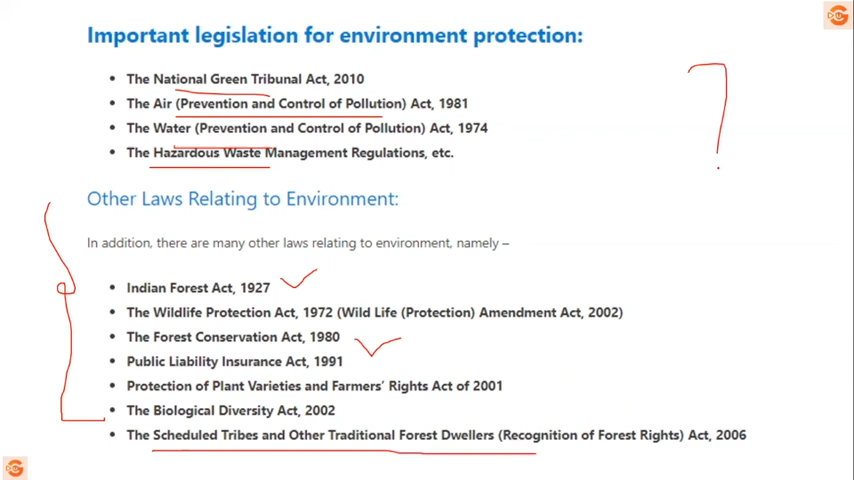 Important legislation for environment protection:
• The National Green Tribunal Act, 2010
• The Air (Prevention and Control of Pollution) Act, 1981
• The Water (Prevention and Control of Pollution) Act, 1974
• The Hazardous Waste Management Regulations, etc.
?
Other Laws Relating to Environment:
In addition, there are many other laws relating to environment, namely –
• Indian Forest Act, 1927
• The Wildlife Protection Act, 1972 (Wild Life (Protection) Amendment Act, 2002)
• The Forest Conservation Act, 1980
• Public Liability Insurance Act, 1991
• Protection of Plant Varieties and Farmers’ Rights Act of 2001
• The Biological Diversity Act, 2002
• The Scheduled Tribes and Other Traditional Forest Dwellers (Recognition of Forest Rights) Act, 2006